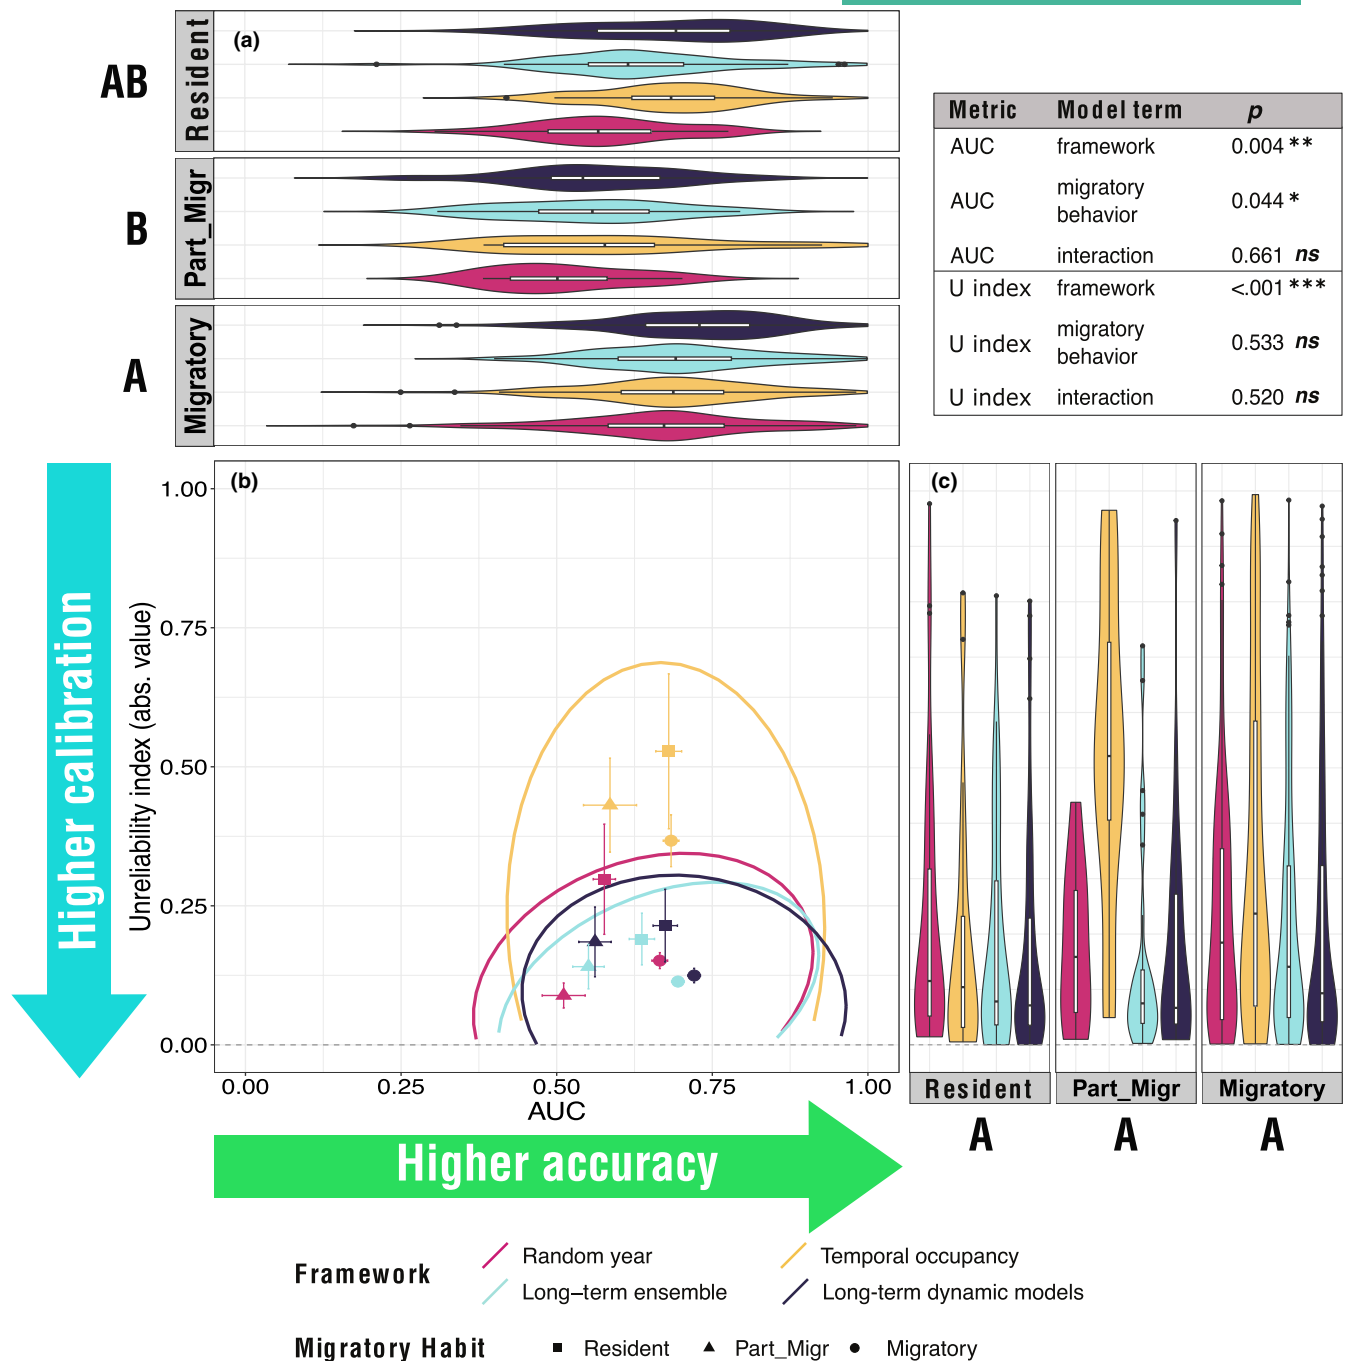 (a)
AB
Resident
B
Part_Migr
A
Migratory
Metric Model term p
AUC framework 0.004 **
AUC migratory behavior 0.044 *
AUC interaction 0.661 ns
U index framework <.001 ***
U index migratory behavior 0.533 ns
U index interaction 0.520 ns
Higher calibration
Unreliability index (abs. value)
(b)
1.00
0.75
0.50
0.25
0.00
0.00 0.25 0.50 0.75 1.00
AUC
(c)
Resident Part_Migr Migratory
A A A
Higher accuracy
Framework
Random year
Temporal occupancy
Long–term ensemble
Long-term dynamic models
Migratory Habit
Resident
Part_Migr
Migratory